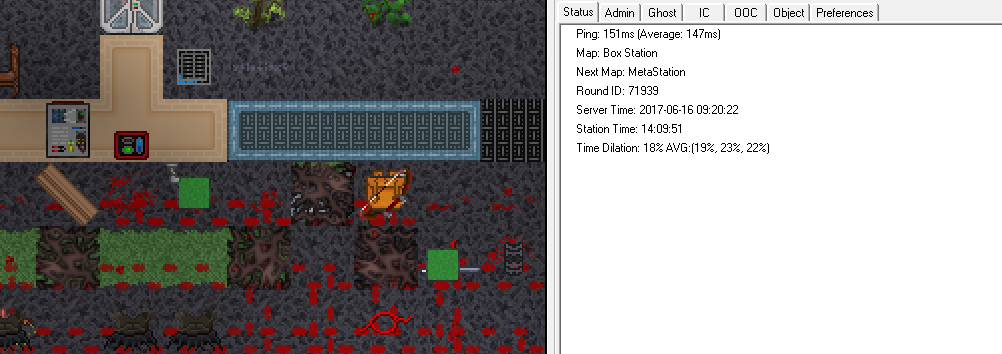 Status Admin Ghost IC OOC Object Preferences
Ping: 151ms (Average: 147ms)
Map: Box Station
Next Map: MetaStation
Round ID: 71939
Server Time: 2017-06-16 09:20:22
Station Time: 14:09:51
Time Dilation: 18% AVG:(19%, 23%, 22%)